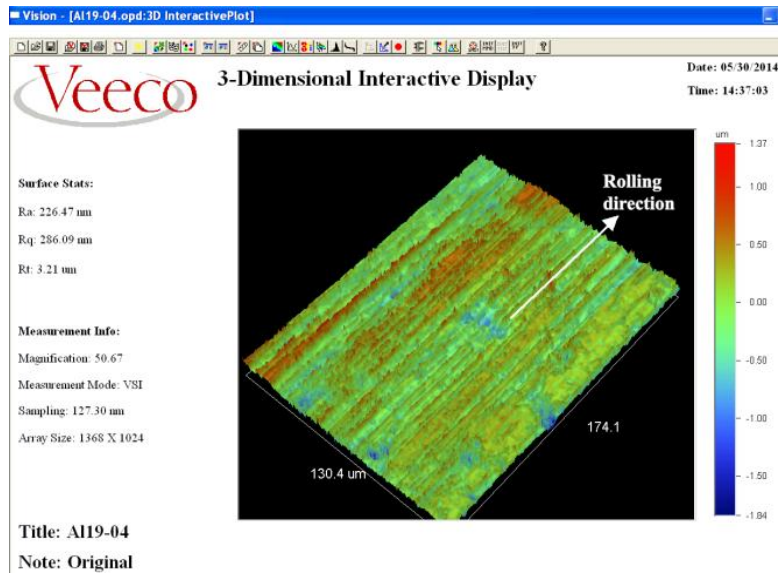 Vision - [Al19-04.opd:3D InteractivePlot]
Veeco
3-Dimensional Interactive Display
Date: 05/30/2014
Time: 14:37:03
Surface Stats:
Ra: 226.47 nm
Rq: 286.09 nm
Rt: 3.21 um
Measurement Info:
Magnification: 50.67
Measurement Mode: VSI
Sampling: 127.30 nm
Array Size: 1368 X 1024
Title: Al19-04
Note: Original
Rolling
direction
174.1
130.4 um
um
1.37
1.00
0.50
0.00
-0.50
-1.00
-1.50
-1.84